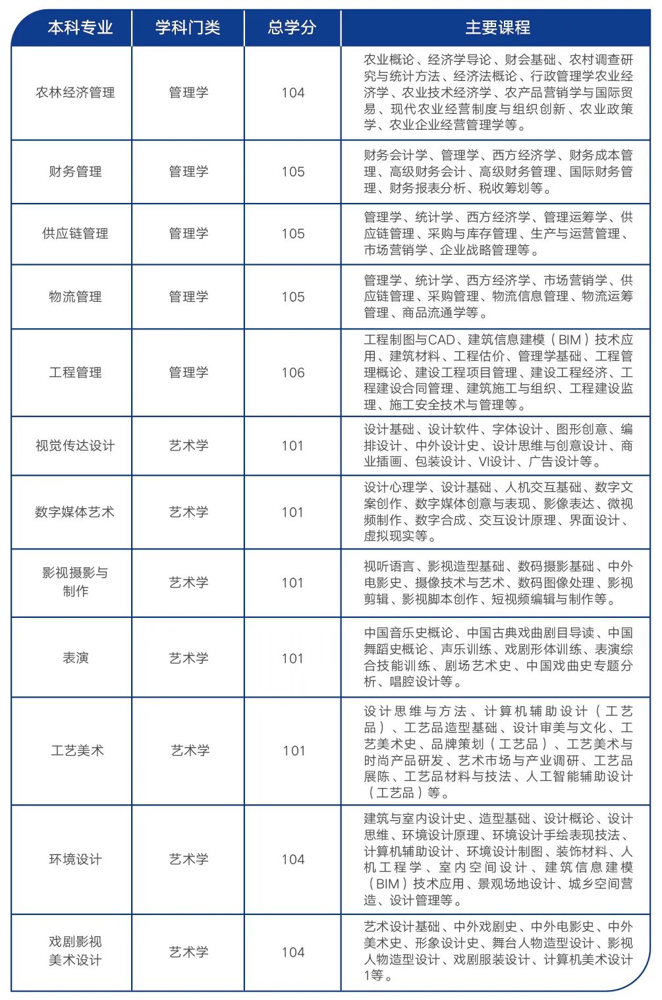 本科专业 学科门类 总学分 主要课程
农林经济管理 管理学 104
农业概论、经济学导论、财会基础、农村调查研
究与统计方法、经济法概论、行政管理学农业经
济学、农业技术经济学、农产品营销学与国际贸
易、现代农业经营制度与组织创新、农业政策
学、农业企业经营管理学等。
财务管理 管理学 105
财务会计学、管理学、西方经济学、财务成本管
理、高级财务会计、高级财务管理、国际财务管
理、财务报表分析、税收筹划等。
供应链管理 管理学 105
管理学、统计学、西方经济学、管理运筹学、供
应链管理、采购与库存管理、生产与运营管理、
市场营销学、企业战略管理等。
物流管理 管理学 105
管理学、统计学、西方经济学、市场营销学、供
应链管理、采购管理、物流信息管理、物流运筹
管理、商品流通学等。
工程管理 管理学 106
工程制图与CAD、建筑信息建模（BIM）技术应
用、建筑材料、工程估价、管理学基础、工程管
理概论、建设工程项目管理、建设工程经济、工
程建设合同管理、建筑施工与组织、工程建设监
理、施工安全技术与管理等。
视觉传达设计 艺术学 101
设计基础、设计软件、字体设计、图形创意、编
排设计、中外设计史、设计思维与创意设计、商
业插画、包装设计、VI设计、广告设计等。
数字媒体艺术 艺术学 101
设计心理学、设计基础、人机交互基础、数字文
案创作、数字媒体创意与表现、影像表达、微视
频制作、数字合成、交互设计原理、界面设计、
虚拟现实等。
影视摄影与
制作 艺术学 101
视听语言、影视造型基础、数码摄影基础、中外
电影史、摄像技术与艺术、数码图像处理、影视
剪辑、影视脚本创作、短视频编辑与制作等。
表演 艺术学 101
中国音乐史概论、中国古典戏曲剧目导读、中国
舞蹈史概论、声乐训练、戏剧形体训练、表演综
合技能训练、剧场艺术史、中国戏曲史专题分
析、唱腔设计等。
工艺美术 艺术学 101
设计思维与方法、计算机辅助设计（工艺
品）、工艺品造型基础、设计审美与文化、工
艺美术史、品牌策划（工艺品）、工艺美术与
时尚产品研发、艺术市场与产业调研、工艺品
展陈、工艺品材料与技法、人工智能辅助设计
（工艺品）等。
环境设计 艺术学 104
建筑与室内设计史、造型基础、设计概论、设计
思维、环境设计原理、环境设计手绘表现技法、
计算机辅助设计、环境设计制图、装饰材料、人
机工程学、室内空间设计、建筑信息建模
（BIM）技术应用、景观场地设计、城乡空间营
造、设计管理等。
戏剧影视
美术设计 艺术学 104
艺术设计基础、中外戏剧史、中外电影史、中外
美术史、形象设计史、舞台人物造型设计、影视
人物造型设计、戏剧服装设计、计算机美术设计
1等。